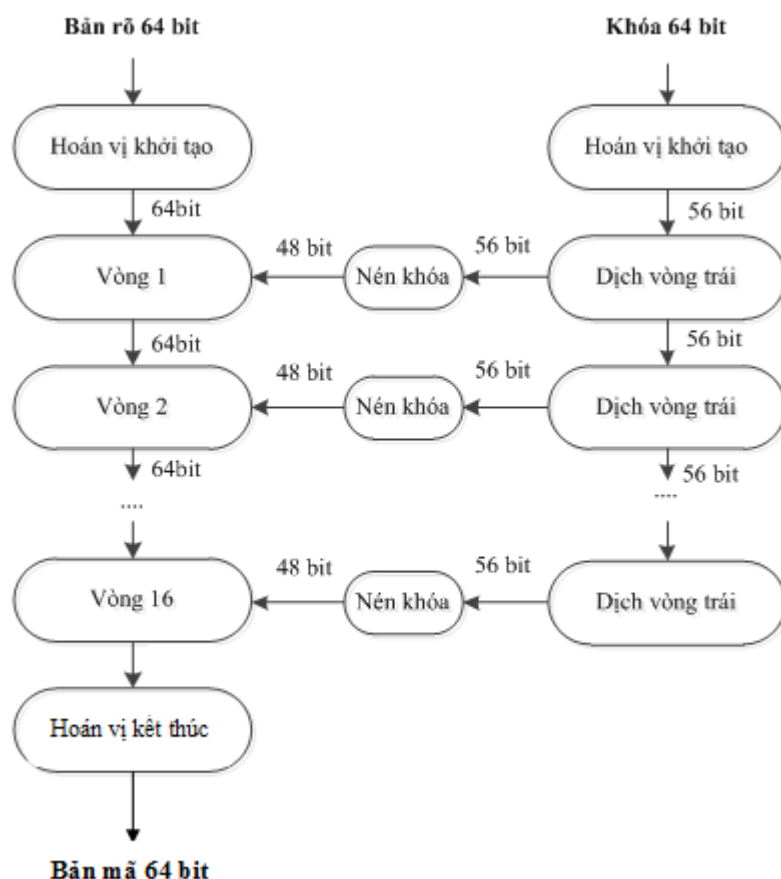 Bản rõ 64 bit
Khóa 64 bit
Hoán vị khởi tạo
Hoán vị khởi tạo
64bit
56 bit
Vòng 1
48 bit
Nén khóa
56 bit
Dịch vòng trái
64bit
56 bit
Vòng 2
48 bit
Nén khóa
56 bit
Dịch vòng trái
64bit
56 bit
....
....
Vòng 16
48 bit
Nén khóa
56 bit
Dịch vòng trái
Hoán vị kết thúc
Bản mã 64 bit